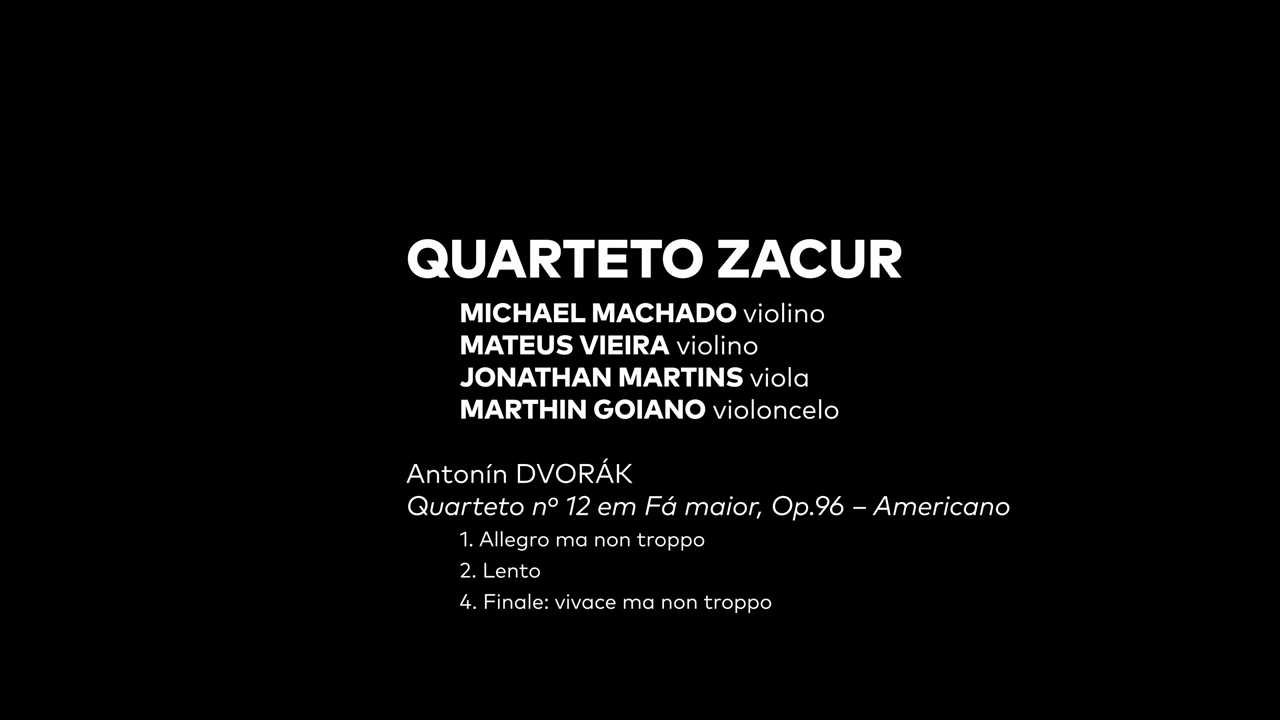 QUARTETO ZACUR
MICHAEL MACHADO violino
MATEUS VIEIRA violino
JONATHAN MARTINS viola
MARTHIN GOIANO violoncelo
Antonín DVORÁK
Quarteto nº 12 em Fá maior, Op.96 – Americano
1. Allegro ma non troppo
2. Lento
4. Finale: vivace ma non troppo